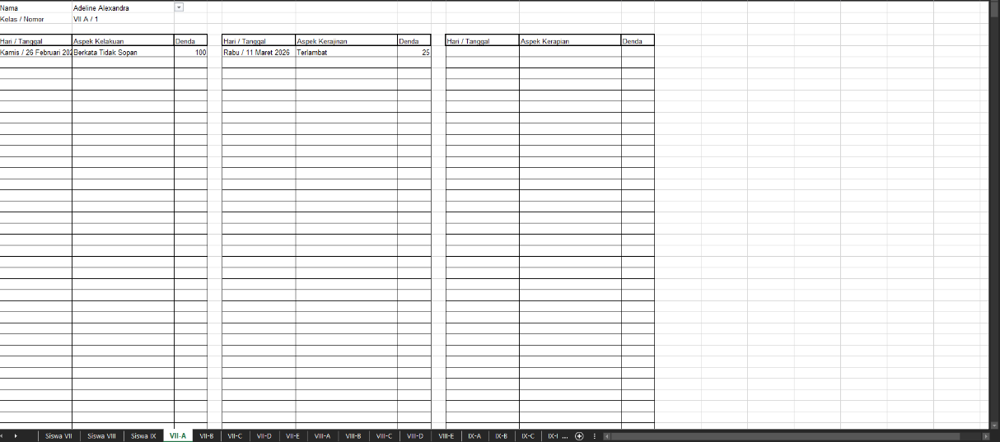 Nama Adeline Alexandra
Kelas / Nomor VII A / 1
Hari / Tanggal Aspek Kelakuan Denda Hari / Tanggal Aspek Kerajinan Denda Hari / Tanggal Aspek Kerapian Denda
Kamis / 26 Februari 202 Berkata Tidak Sopan 100 Rabu / 11 Maret 2026 Terlambat 25
Siswa VII Siswa VIII Siswa IX VII-A VII-B VII-C VII-D VII-E VIII-A VIII-B VIII-C VIII-D VIII-E IX-A IX-B IX-C IX-I ...